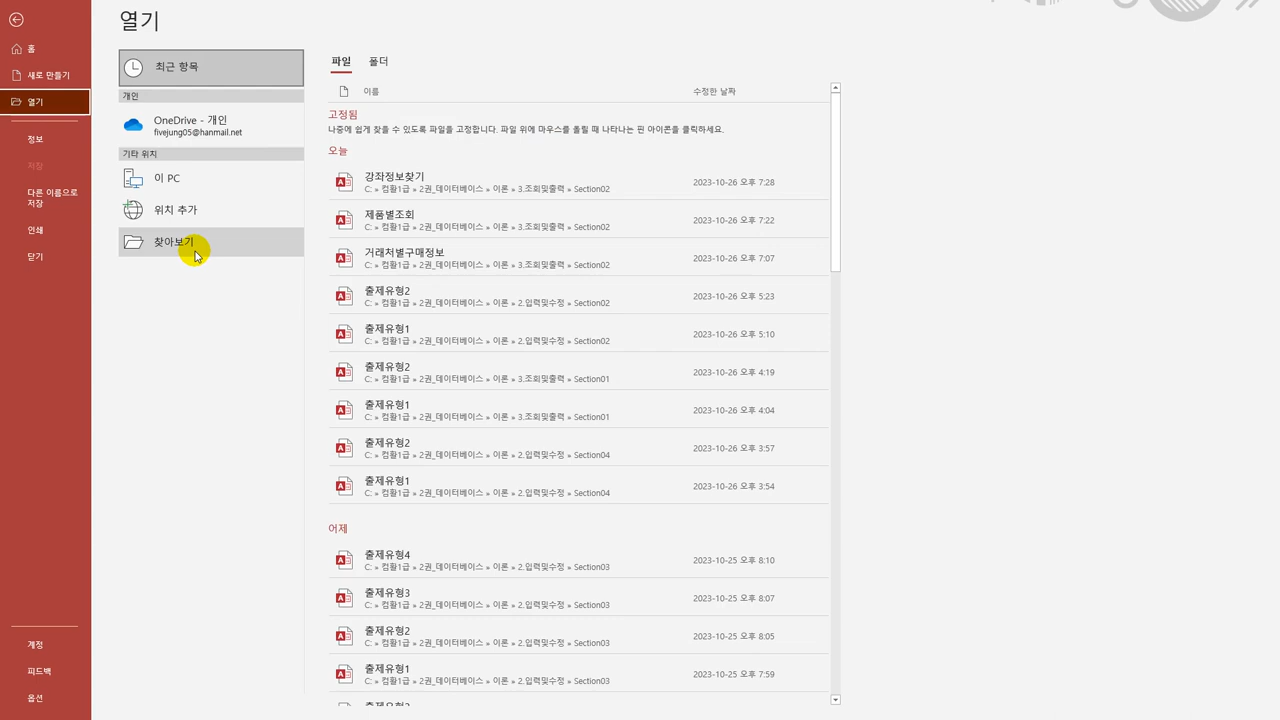 열기
홈
새로 만들기
열기
정보
저장
다른 이름으로
저장
인쇄
닫기
계정
피드백
옵션
최근 항목
개인
OneDrive - 개인
fivejung05@hanmail.net
기타 위치
이 PC
위치 추가
찾아보기
파일 폴더
이름 수정한 날짜
고정됨
나중에 쉽게 찾을 수 있도록 파일을 고정합니다. 파일 위에 마우스를 올릴 때 나타나는 핀 아이콘을 클릭하세요.
오늘
강좌정보찾기
C: » 컴활1급 » 2권_데이터베이스 » 이론 » 3.조회및출력 » Section02
2023-10-26 오후 7:28
제품별조회
C: » 컴활1급 » 2권_데이터베이스 » 이론 » 3.조회및출력 » Section02
2023-10-26 오후 7:22
거래처별구매정보
C: » 컴활1급 » 2권_데이터베이스 » 이론 » 3.조회및출력 » Section02
2023-10-26 오후 7:07
출제유형2
C: » 컴활1급 » 2권_데이터베이스 » 이론 » 2.입력및수정 » Section02
2023-10-26 오후 5:23
출제유형1
C: » 컴활1급 » 2권_데이터베이스 » 이론 » 2.입력및수정 » Section02
2023-10-26 오후 5:10
출제유형2
C: » 컴활1급 » 2권_데이터베이스 » 이론 » 3.조회및출력 » Section01
2023-10-26 오후 4:19
출제유형1
C: » 컴활1급 » 2권_데이터베이스 » 이론 » 3.조회및출력 » Section01
2023-10-26 오후 4:04
출제유형2
C: » 컴활1급 » 2권_데이터베이스 » 이론 » 2.입력및수정 » Section04
2023-10-26 오후 3:57
출제유형1
C: » 컴활1급 » 2권_데이터베이스 » 이론 » 2.입력및수정 » Section04
2023-10-26 오후 3:54
어제
출제유형4
C: » 컴활1급 » 2권_데이터베이스 » 이론 » 2.입력및수정 » Section03
2023-10-25 오후 8:10
출제유형3
C: » 컴활1급 » 2권_데이터베이스 » 이론 » 2.입력및수정 » Section03
2023-10-25 오후 8:07
출제유형2
C: » 컴활1급 » 2권_데이터베이스 » 이론 » 2.입력및수정 » Section03
2023-10-25 오후 8:05
출제유형1
C: » 컴활1급 » 2권_데이터베이스 » 이론 » 2.입력및수정 » Section03
2023-10-25 오후 7:59